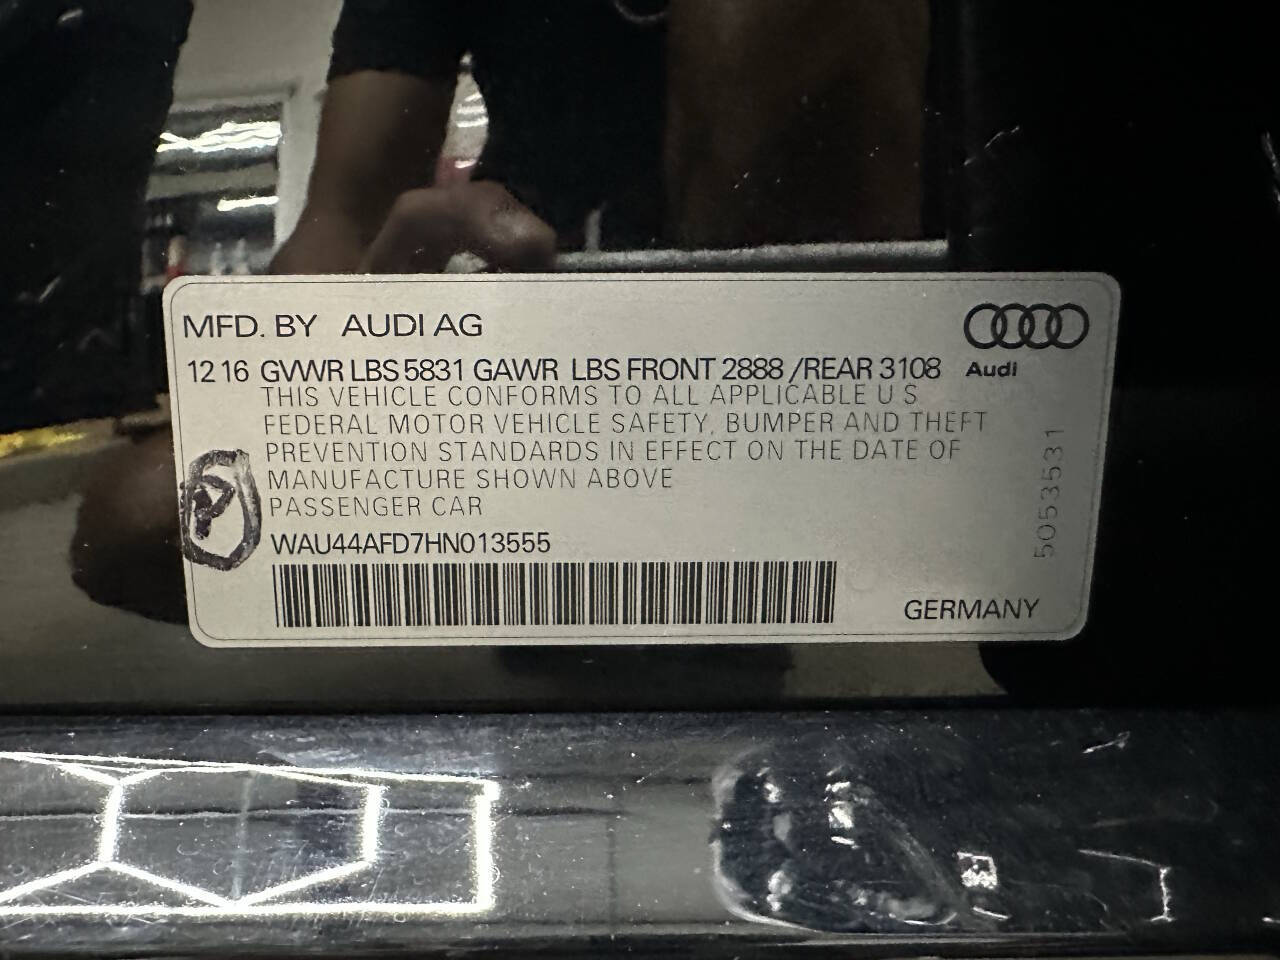 MFD. BY AUDI AG
12 16 GVWR LBS 5831 GAWR LBS FRONT 2888 /REAR 3108
Audi
THIS VEHICLE CONFORMS TO ALL APPLICABLE U S
FEDERAL MOTOR VEHICLE SAFETY, BUMPER AND THEFT
PREVENTION STANDARDS IN EFFECT ON THE DATE OF
MANUFACTURE SHOWN ABOVE
PASSENGER CAR
P
WAU44AFD7HN013555
GERMANY
5053531